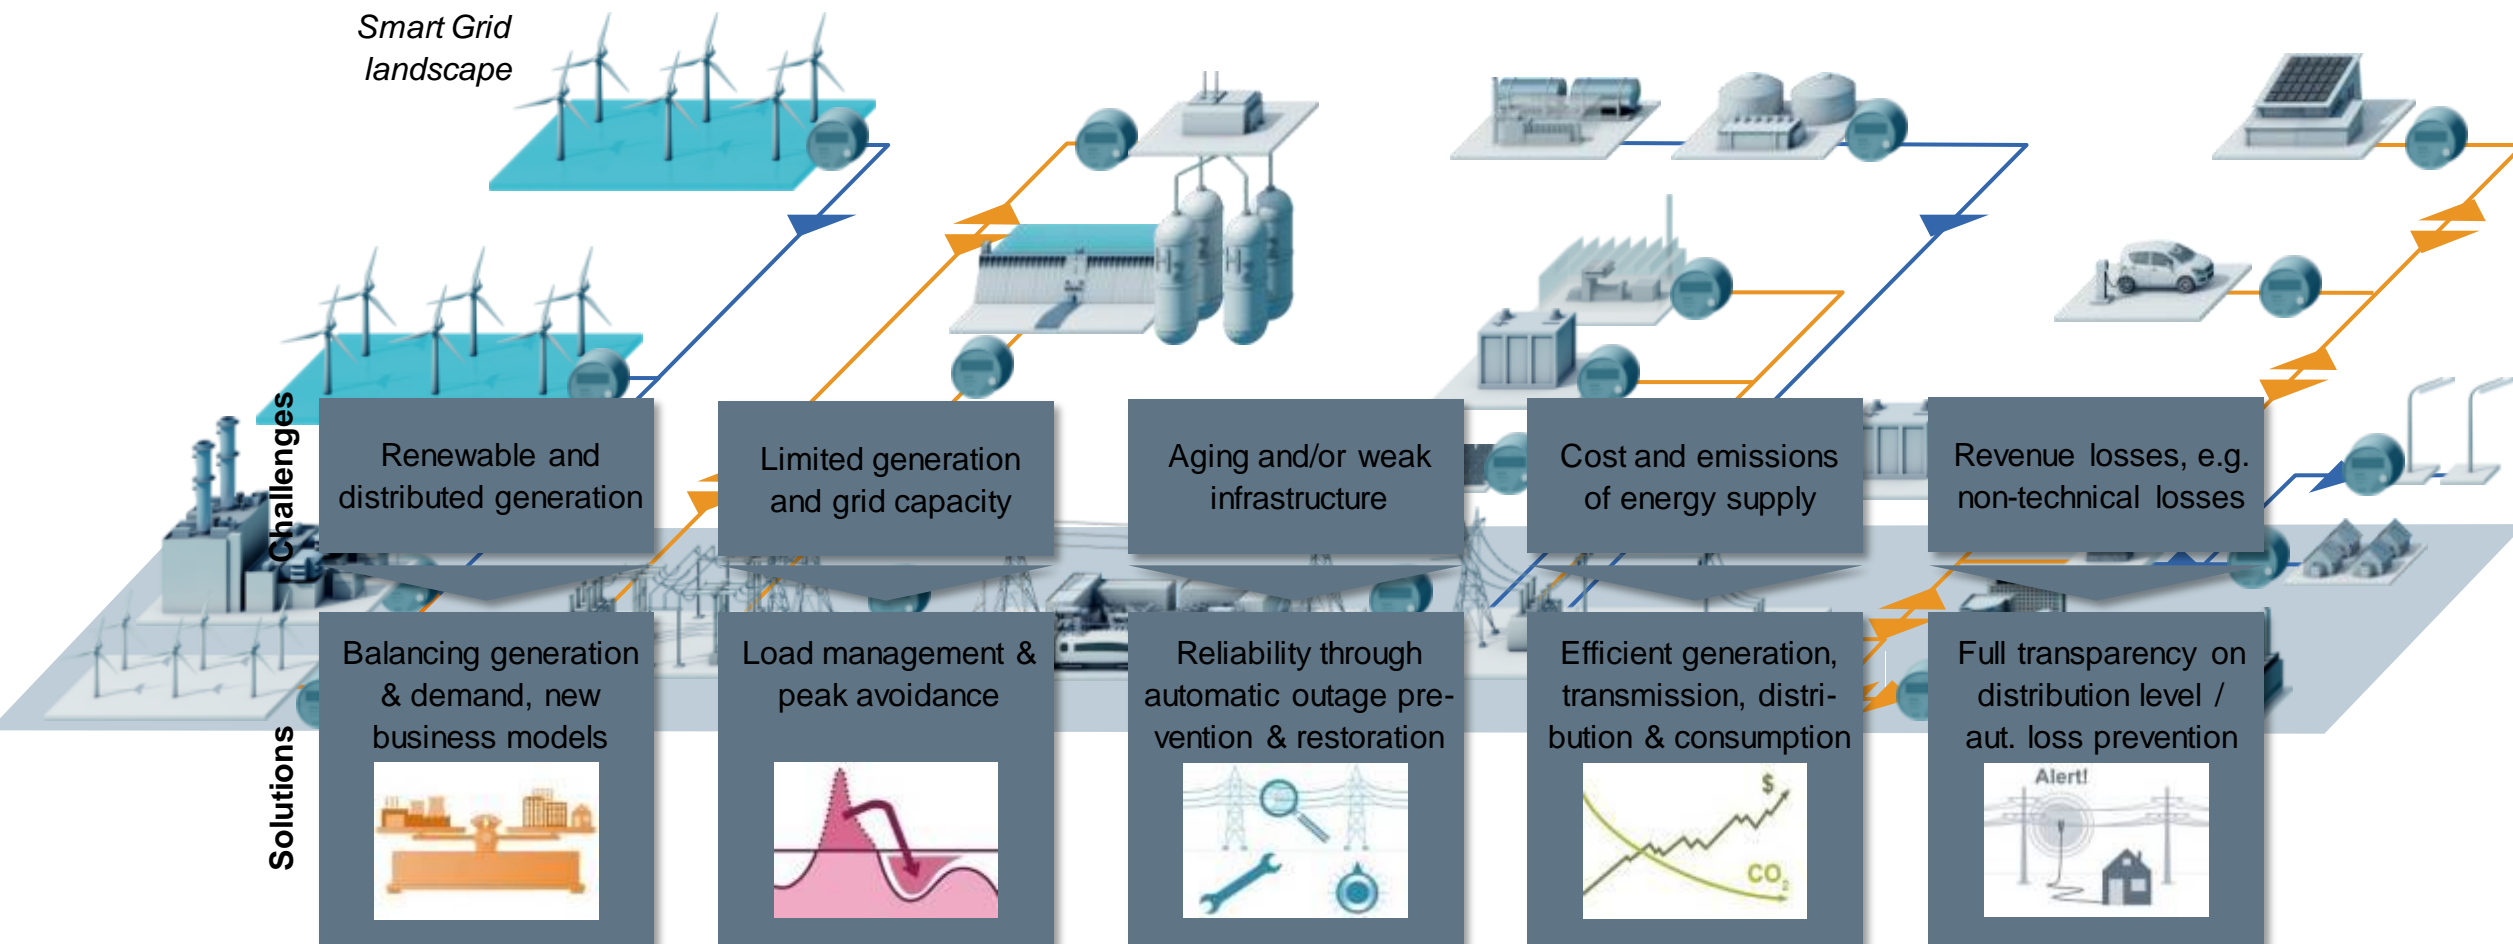 Smart Grid
landscape
Challenges
Renewable and
distributed generation
Limited generation
and grid capacity
Aging and/or weak
infrastructure
Cost and emissions
of energy supply
Revenue losses, e.g.
non-technical losses
Solutions
Balancing generation
& demand, new
business models
Load management &
peak avoidance
Reliability through
automatic outage pre-
vention & restoration
Efficient generation,
transmission, distri-
bution & consumption
$
CO2
Full transparency on
distribution level /
aut. loss prevention
Alert!